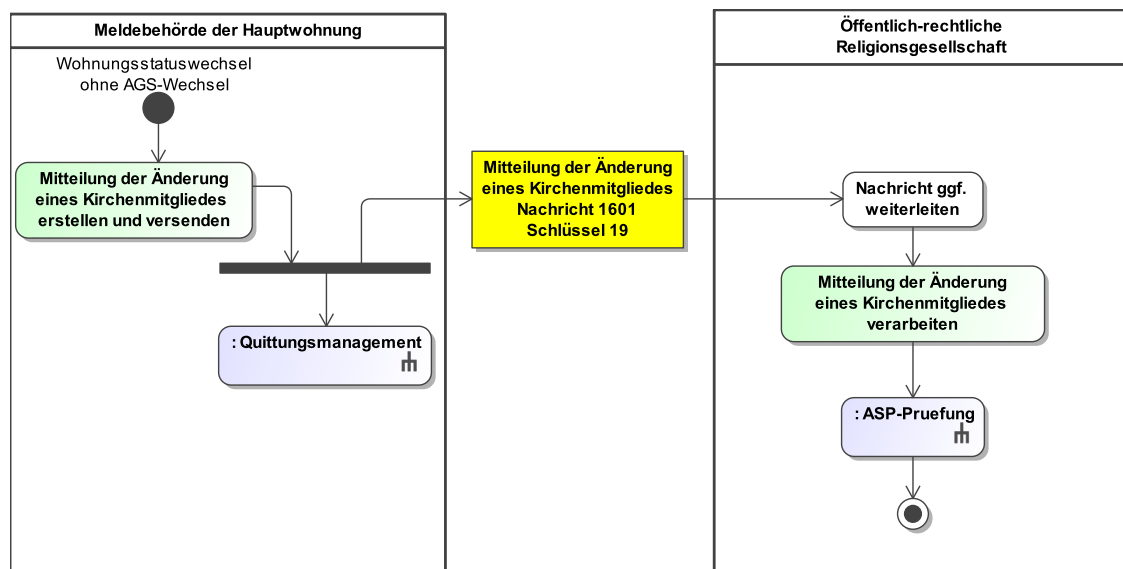 Meldebehörde der Hauptwohnung
Wohnungsstatuswechsel
ohne AGS-Wechsel
Mitteilung der Änderung
eines Kirchenmitgliedes
erstellen und versenden
: Quittungsmanagement
Mitteilung der Änderung
eines Kirchenmitgliedes
Nachricht 1601
Schlüssel 19
Öffentlich-rechtliche
Religionsgesellschaft
Nachricht ggf.
weiterleiten
Mitteilung der Änderung
eines Kirchenmitgliedes
verarbeiten
: ASP-Pruefung